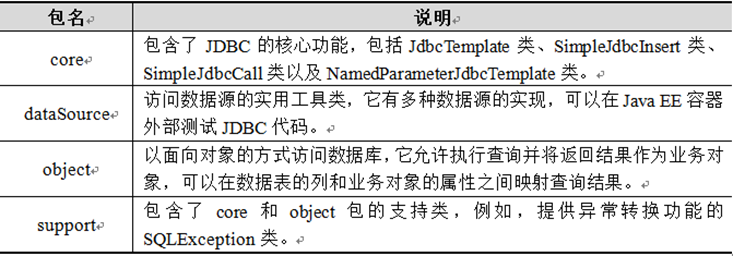 包名 说明
core 包含了 JDBC 的核心功能，包括 JdbcTemplate 类、SimpleJdbcInsert 类、
SimpleJdbcCall 类以及 NamedParameterJdbcTemplate 类。
dataSource 访问数据源的实用工具类，它有多种数据源的实现，可以在 Java EE 容器
外部测试 JDBC 代码。
object 以面向对象的方式访问数据库，它允许执行查询并将返回结果作为业务对
象，可以在数据表的列和业务对象的属性之间映射查询结果。
support 包含了 core 和 object 包的支持类，例如，提供异常转换功能的
SQLException 类。